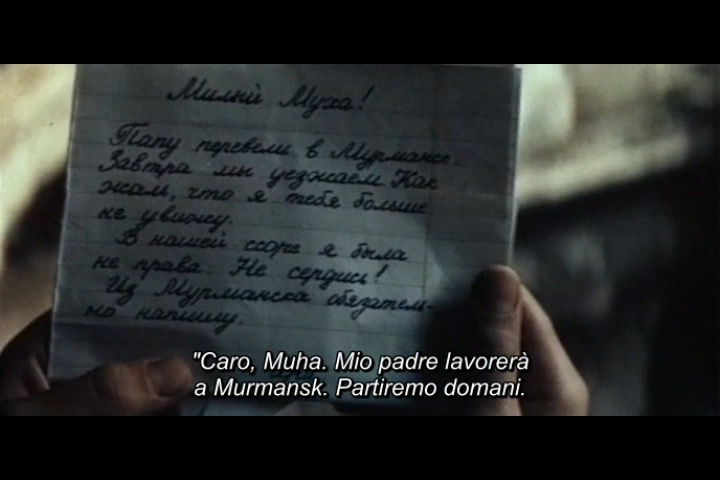 Милый Муха!
Папу перевели в Мурманск.
Завтра мы уезжаем. Как
жаль, что я тебя больше
не увижу.
В нашей ссоре я была
не права. Не сердись!
Из Мурманска обязатель-
но напишу.
"Caro, Muha. Mio padre lavorerà
a Murmansk. Partiremo domani.